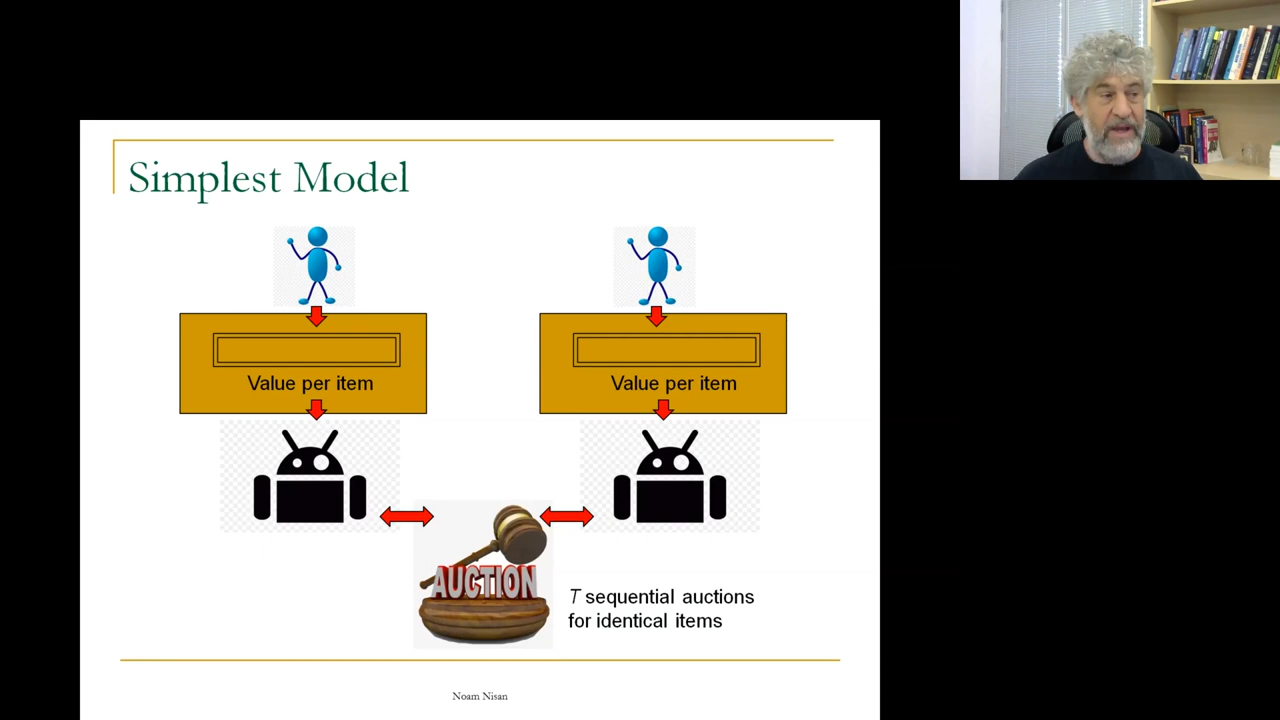 Simplest Model
Value per item
Value per item
AUCTION
T sequential auctions
for identical items
Noam Nisan